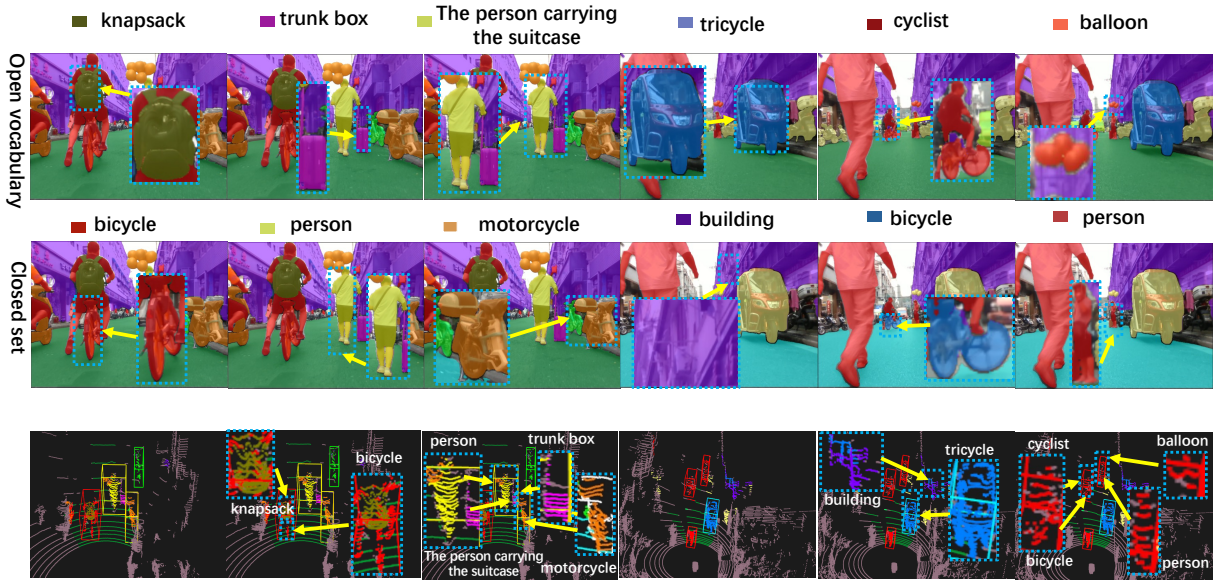 knapsack
trunk box
The person carrying
the suitcase
tricycle
cyclist
balloon
Open vocabulary
bicycle
person
motorcycle
building
bicycle
person
Closed set
knapsack
bicycle
person
trunk box
The person carrying
the suitcase
motorcycle
building
tricycle
cyclist
balloon
bicycle
person